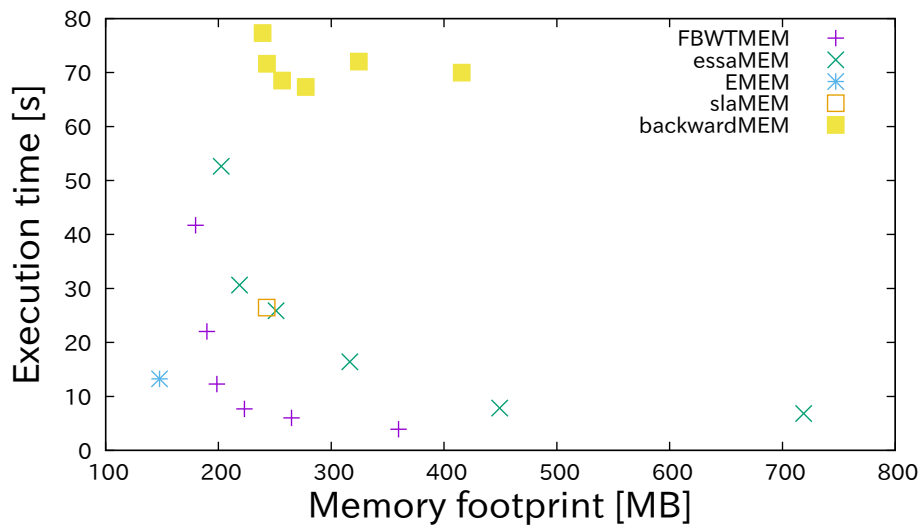 80
70
60
50
40
30
20
10
0
Execution time [s]
FBWTMEM
essaMEM
EMEM
slaMEM
backwardMEM
100 200 300 400 500 600 700 800
Memory footprint [MB]